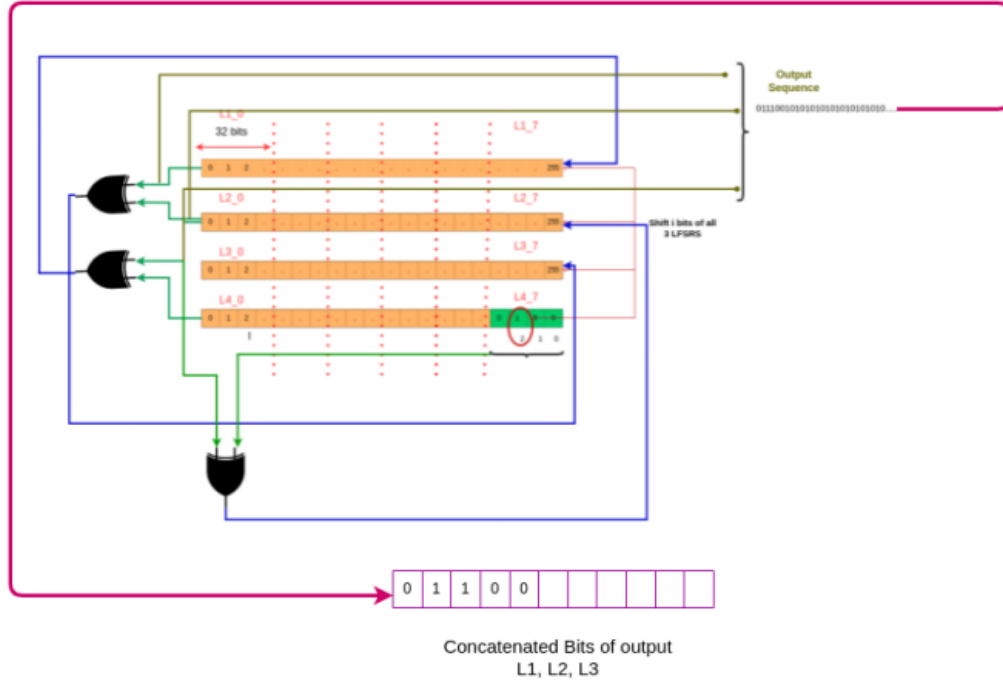 Output
Sequence
L1_0
32 bits
L1_7
0 1 2
255
L2_0
L2_7
0 1 2
255
Shift i bits of all
3 LFSRS
L3_0
L3_7
0 1 2
255
L4_0
L4_7
0 1 2
0 1
2 1 0
0 1 1 0 0
Concatenated Bits of output
L1, L2, L3